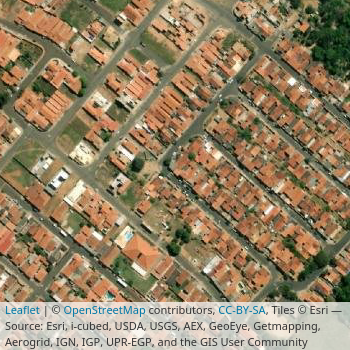 Leaflet | © OpenStreetMap contributors, CC-BY-SA, Tiles © Esri —
Source: Esri, i-cubed, USDA, USGS, AEX, GeoEye, Getmapping,
Aerogrid, IGN, IGP, UPR-EGP, and the GIS User Community